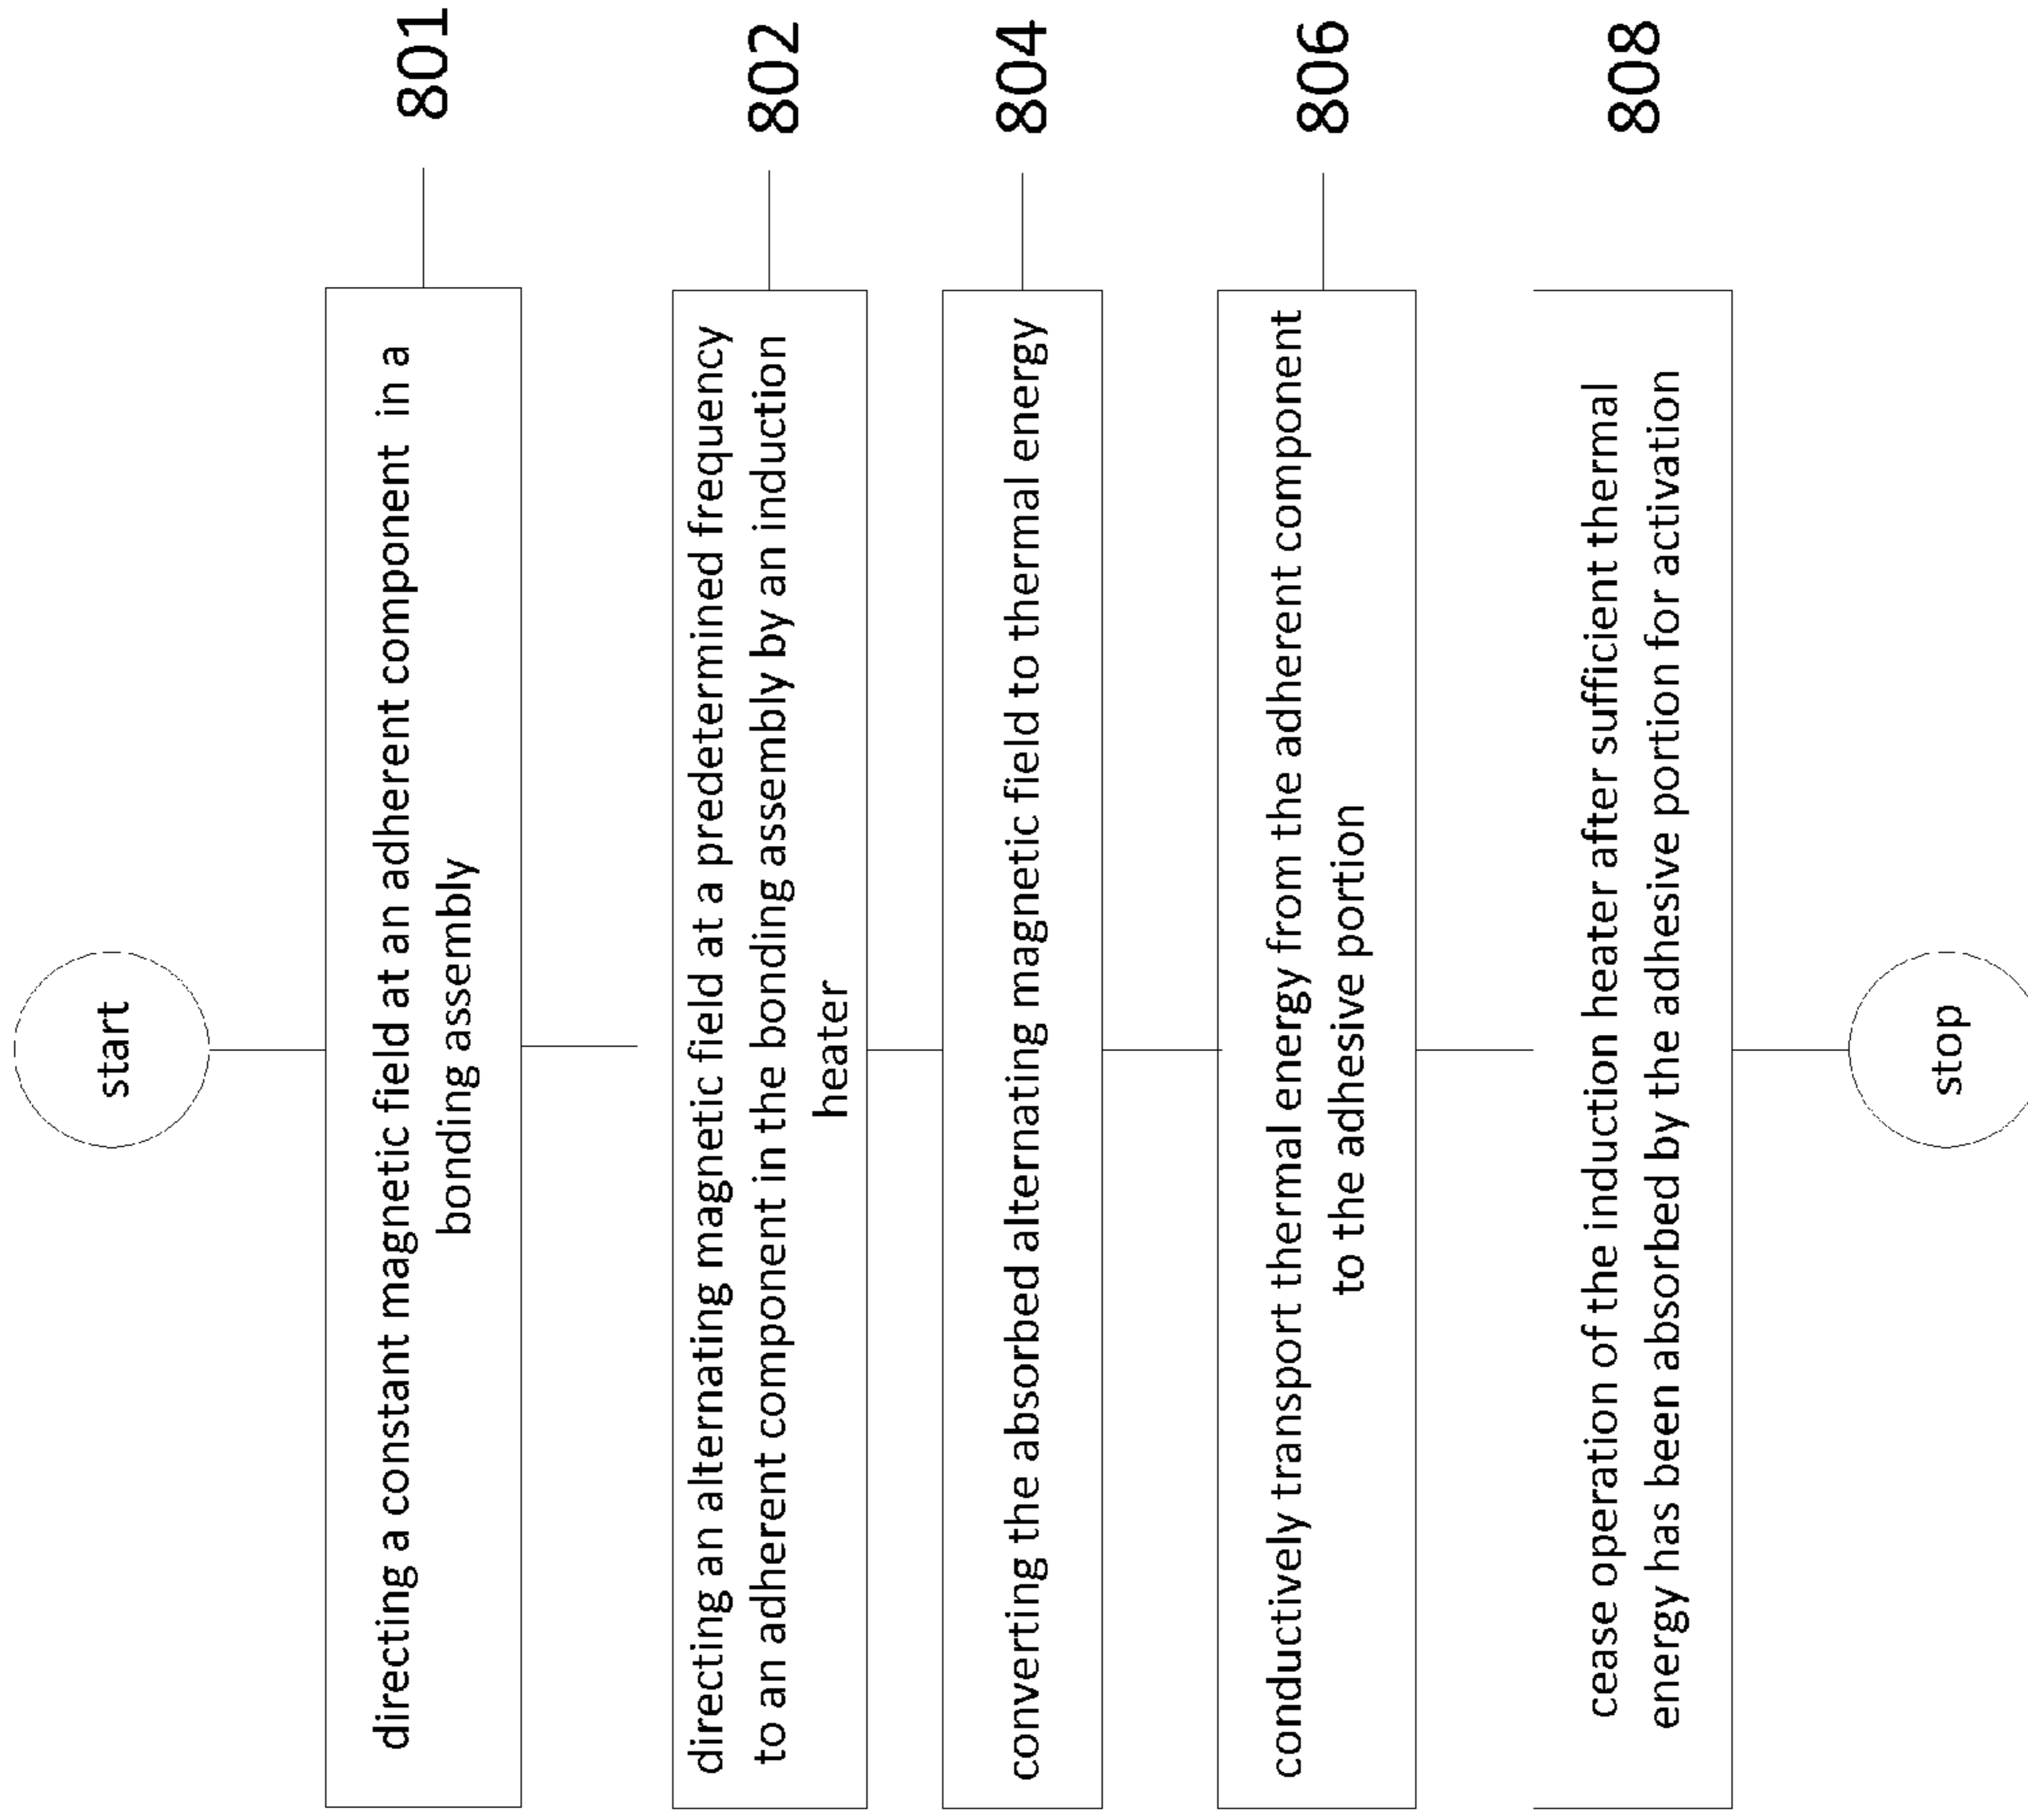 start
directing a constant magnetic field at an adherent component in a
bonding assembly
801
directing an alternating magnetic field at a predetermined frequency
to an adherent component in the bonding assembly by an induction
heater
802
converting the absorbed alternating magnetic field to thermal energy
804
conductively transport thermal energy from the adherent component
to the adhesive portion
806
cease operation of the induction heater after sufficient thermal
energy has been absorbed by the adhesive portion for activation
808
stop